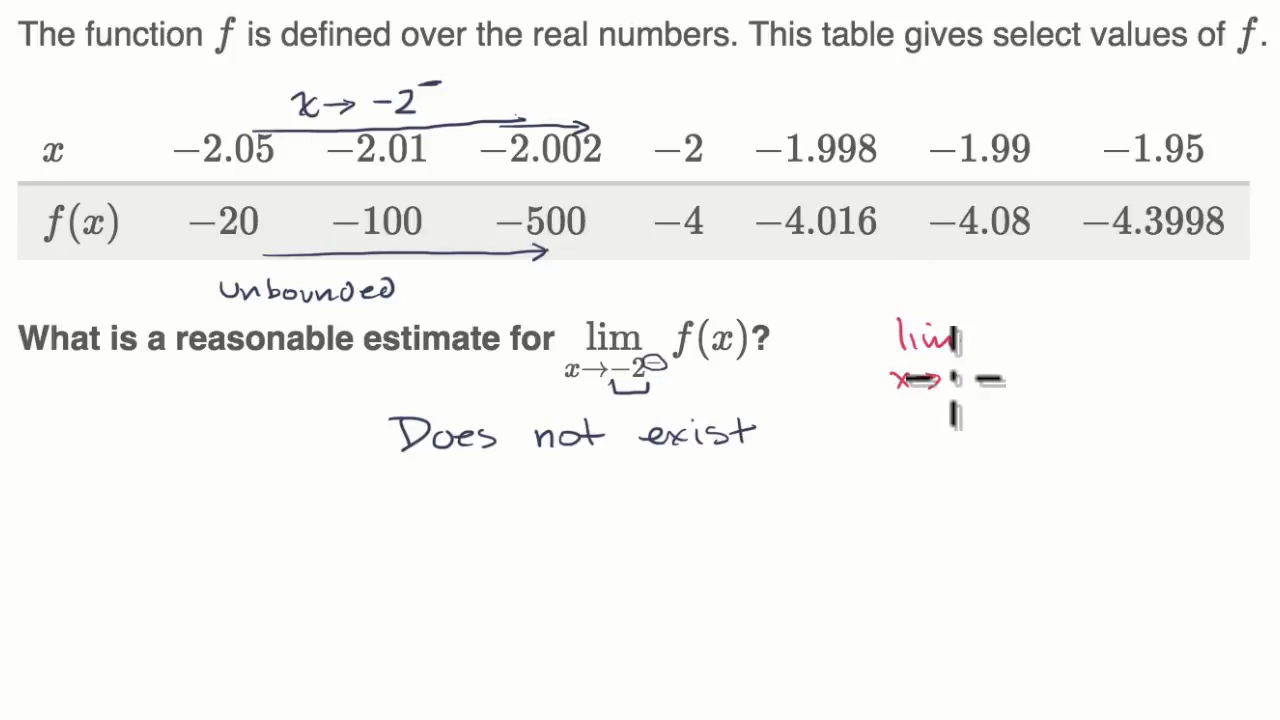 The function f is defined over the real numbers. This table gives select values of f.
x → -2⁻
x −2.05 −2.01 −2.002 −2 −1.998 −1.99 −1.95
f(x) −20 −100 −500 −4 −4.016 −4.08 −4.3998
unbounded
What is a reasonable estimate for lim x→−2⁻ f(x)?
lim
x→
Does not exist